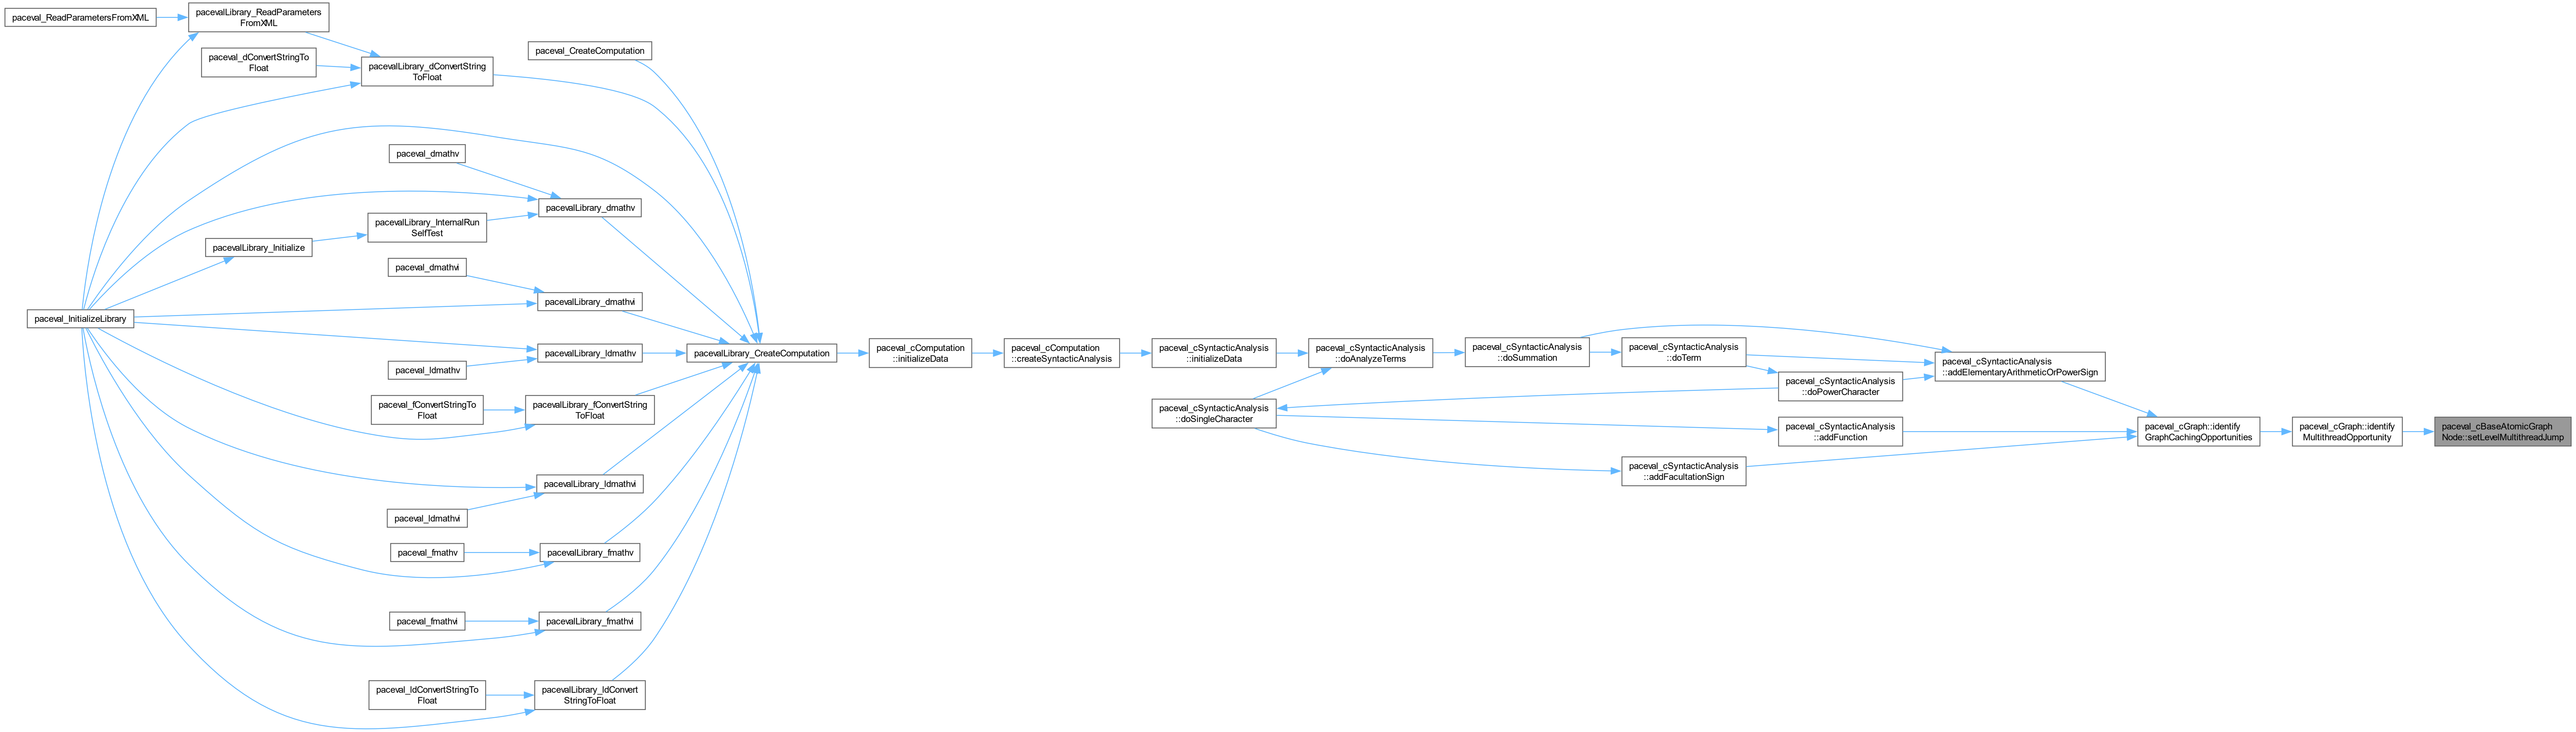 paceval_ReadParametersFromXML
pacevalLibrary_ReadParameters
FromXML
paceval_dConvertStringTo
Float
pacevalLibrary_dConvertString
ToFloat
paceval_CreateComputation
paceval_dmathv
pacevalLibrary_dmathv
pacevalLibrary_InternalRun
SelfTest
pacevalLibrary_Initialize
paceval_dmathvi
pacevalLibrary_dmathvi
paceval_InitializeLibrary
pacevalLibrary_ldmathv
paceval_ldmathv
pacevalLibrary_CreateComputation
paceval_cComputation
::initializeData
paceval_cComputation
::createSyntacticAnalysis
paceval_cSyntacticAnalysis
::initializeData
paceval_cSyntacticAnalysis
::doAnalyzeTerms
paceval_cSyntacticAnalysis
::doSummation
paceval_cSyntacticAnalysis
::doTerm
paceval_cSyntacticAnalysis
::addElementaryArithmeticOrPowerSign
paceval_cSyntacticAnalysis
::doPowerCharacter
paceval_cSyntacticAnalysis
::doSingleCharacter
paceval_cSyntacticAnalysis
::addFunction
paceval_cSyntacticAnalysis
::addFacultationSign
paceval_cGraph::identify
GraphCachingOpportunities
paceval_cGraph::identify
MultithreadOpportunity
paceval_cBaseAtomicGraph
Node::setLevelMultithreadJump
paceval_fConvertStringTo
Float
pacevalLibrary_fConvertString
ToFloat
pacevalLibrary_ldmathvi
paceval_ldmathvi
paceval_fmathv
pacevalLibrary_fmathv
paceval_fmathvi
pacevalLibrary_fmathvi
paceval_ldConvertStringTo
Float
pacevalLibrary_ldConvert
StringToFloat